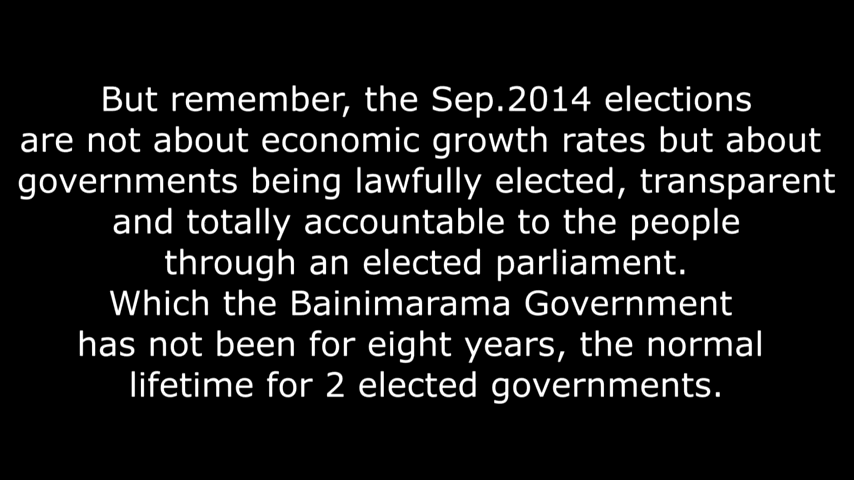 But remember, the Sep.2014 elections
are not about economic growth rates but about
governments being lawfully elected, transparent
and totally accountable to the people
through an elected parliament.
Which the Bainimarama Government
has not been for eight years, the normal
lifetime for 2 elected governments.